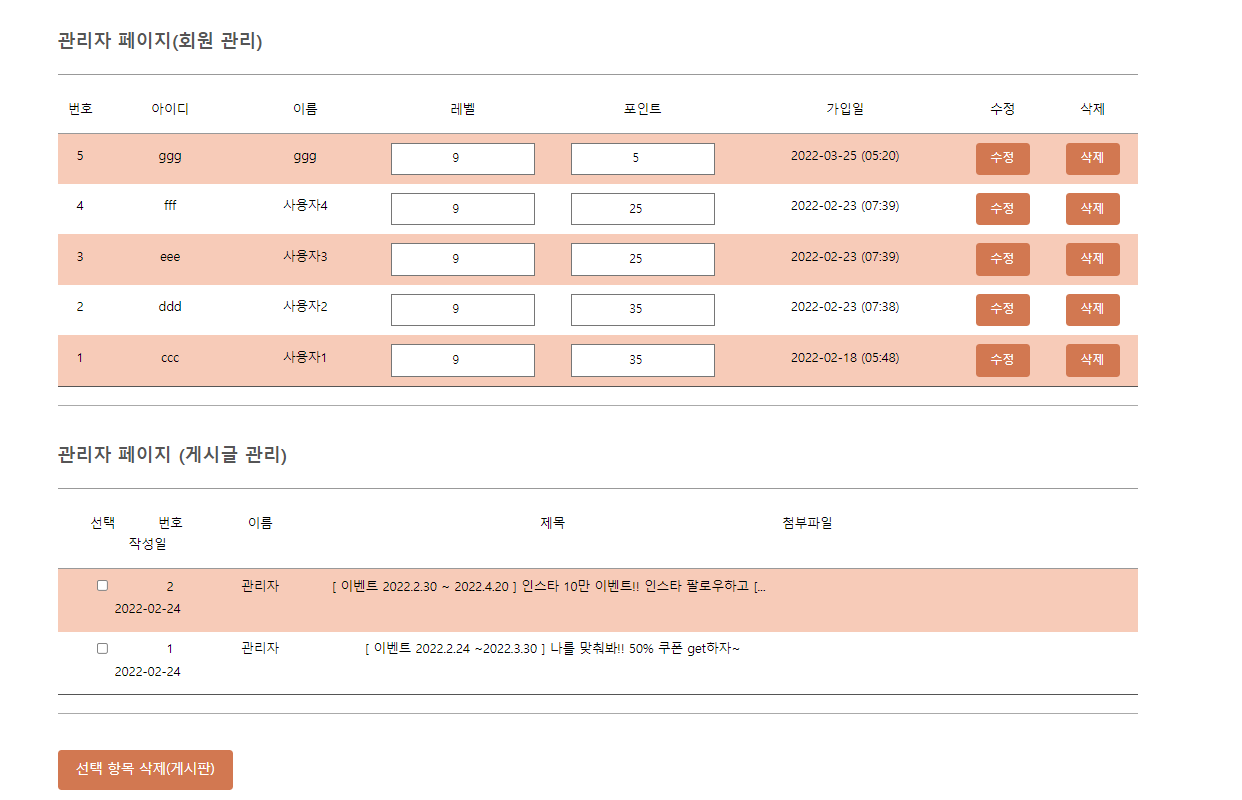 관리자 페이지(회원 관리)
번호 아이디 이름 레벨 포인트 가입일 수정 삭제
5 ggg ggg 9 5 2022-03-25 (05:20) 수정 삭제
4 fff 사용자4 9 25 2022-02-23 (07:39) 수정 삭제
3 eee 사용자3 9 25 2022-02-23 (07:39) 수정 삭제
2 ddd 사용자2 9 35 2022-02-23 (07:38) 수정 삭제
1 ccc 사용자1 9 35 2022-02-18 (05:48) 수정 삭제
관리자 페이지 (게시글 관리)
선택 번호 이름 제목 첨부파일
작성일
2 관리자 [ 이벤트 2022.2.30 ~ 2022.4.20 ] 인스타 10만 이벤트!! 인스타 팔로우하고 [...
2022-02-24
1 관리자 [ 이벤트 2022.2.24 ~2022.3.30 ] 나를 맞춰봐!! 50% 쿠폰 get하자~
2022-02-24
선택 항목 삭제(게시판)